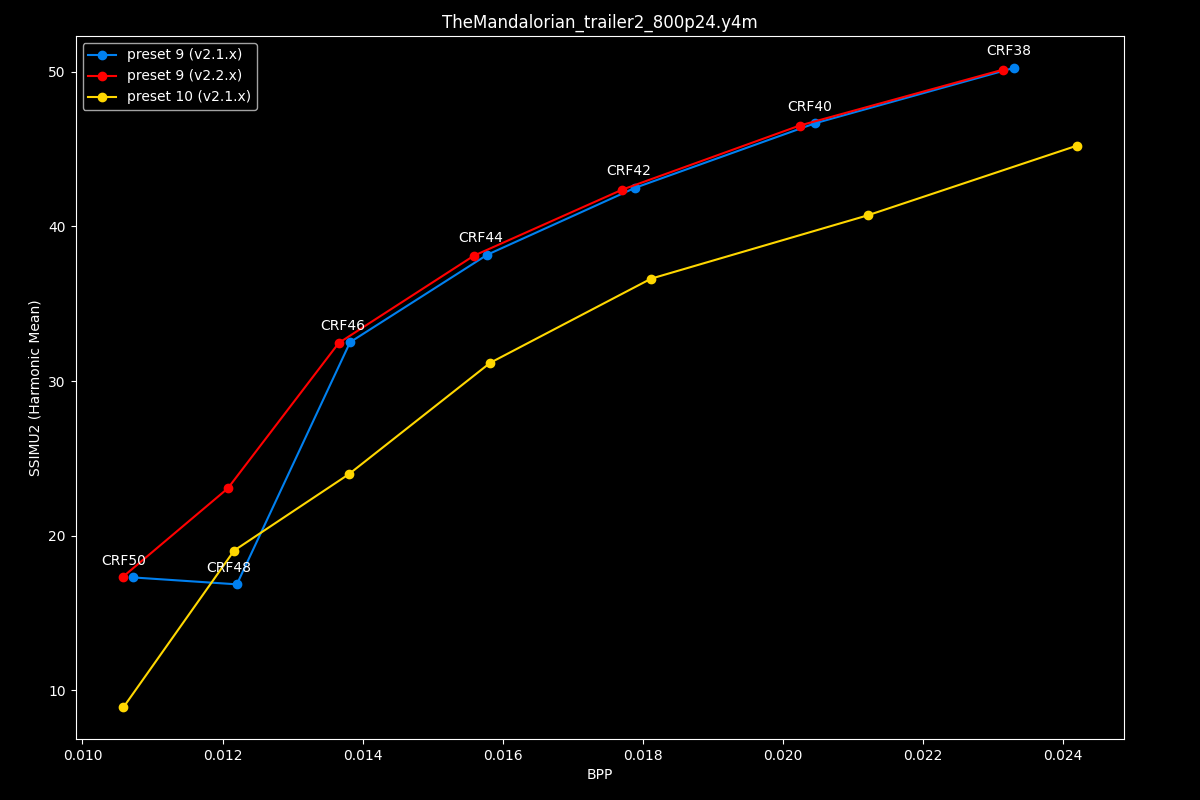 TheMandalorian_trailer2_800p24.y4m
preset 9 (v2.1.x)
preset 9 (v2.2.x)
preset 10 (v2.1.x)
CRF38
CRF40
CRF42
CRF44
CRF46
CRF48
CRF50
50
40
30
20
10
SSIMU2 (Harmonic Mean)
0.010 0.012 0.014 0.016 0.018 0.020 0.022 0.024
BPP